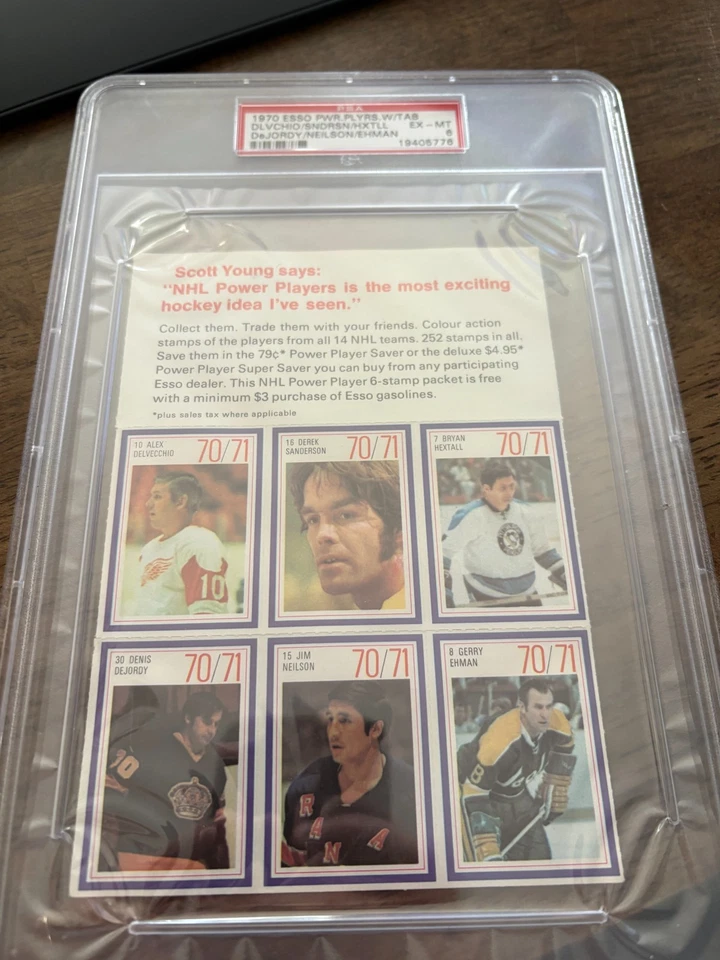 PSA
1970 ESSO PWR.PLYRS.W/TAB
DLVCHIO/SNDRSN/HXTLL EX - MT
DeJORDY/NEILSON/EHMAN 6
19405776
Scott Young says:
"NHL Power Players is the most exciting
hockey idea I've seen."
Collect them. Trade them with your friends. Colour action
stamps of the players from all 14 NHL teams. 252 stamps in all.
Save them in the 79¢* Power Player Saver or the deluxe $4.95*
Power Player Super Saver you can buy from any participating
Esso dealer. This NHL Power Player 6-stamp packet is free
with a minimum $3 purchase of Esso gasolines.
*plus sales tax where applicable
10 ALEX
DELVECCHIO 70/71
16 DEREK
SANDERSON 70/71
7 BRYAN
HEXTALL 70/71
10
30 DENIS
DEJORDY 70/71
15 JIM
NEILSON 70/71
8 GERRY
EHMAN 70/71
30
RAN
A
8